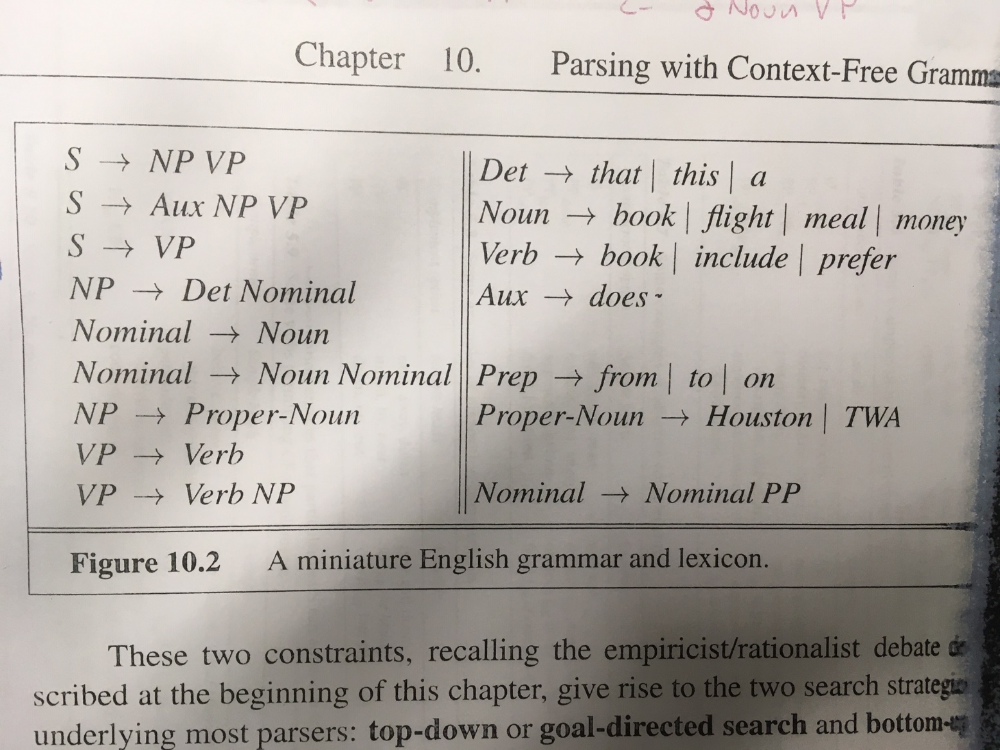 Noun VP
Chapter 10. Parsing with Context-Free
S → NP VP
S → Aux NP VP
S → VP
NP → Det Nominal
Nominal → Noun
Nominal → Noun Nominal
NP → Proper-Noun
VP → Verb
VP → Verb NP
Det → that | this | a
Noun → book | flight | meal | money
Verb → book | include | prefer
Aux → does
Prep → from | to | on
Proper-Noun → Houston | TWA
Nominal → Nominal PP
Figure 10.2 A miniature English grammar and lexicon.
These two constraints, recalling the empiricist/rationalist debate
scribed at the beginning of this chapter, give rise to the two search
underlying most parsers: top-down or goal-directed search and